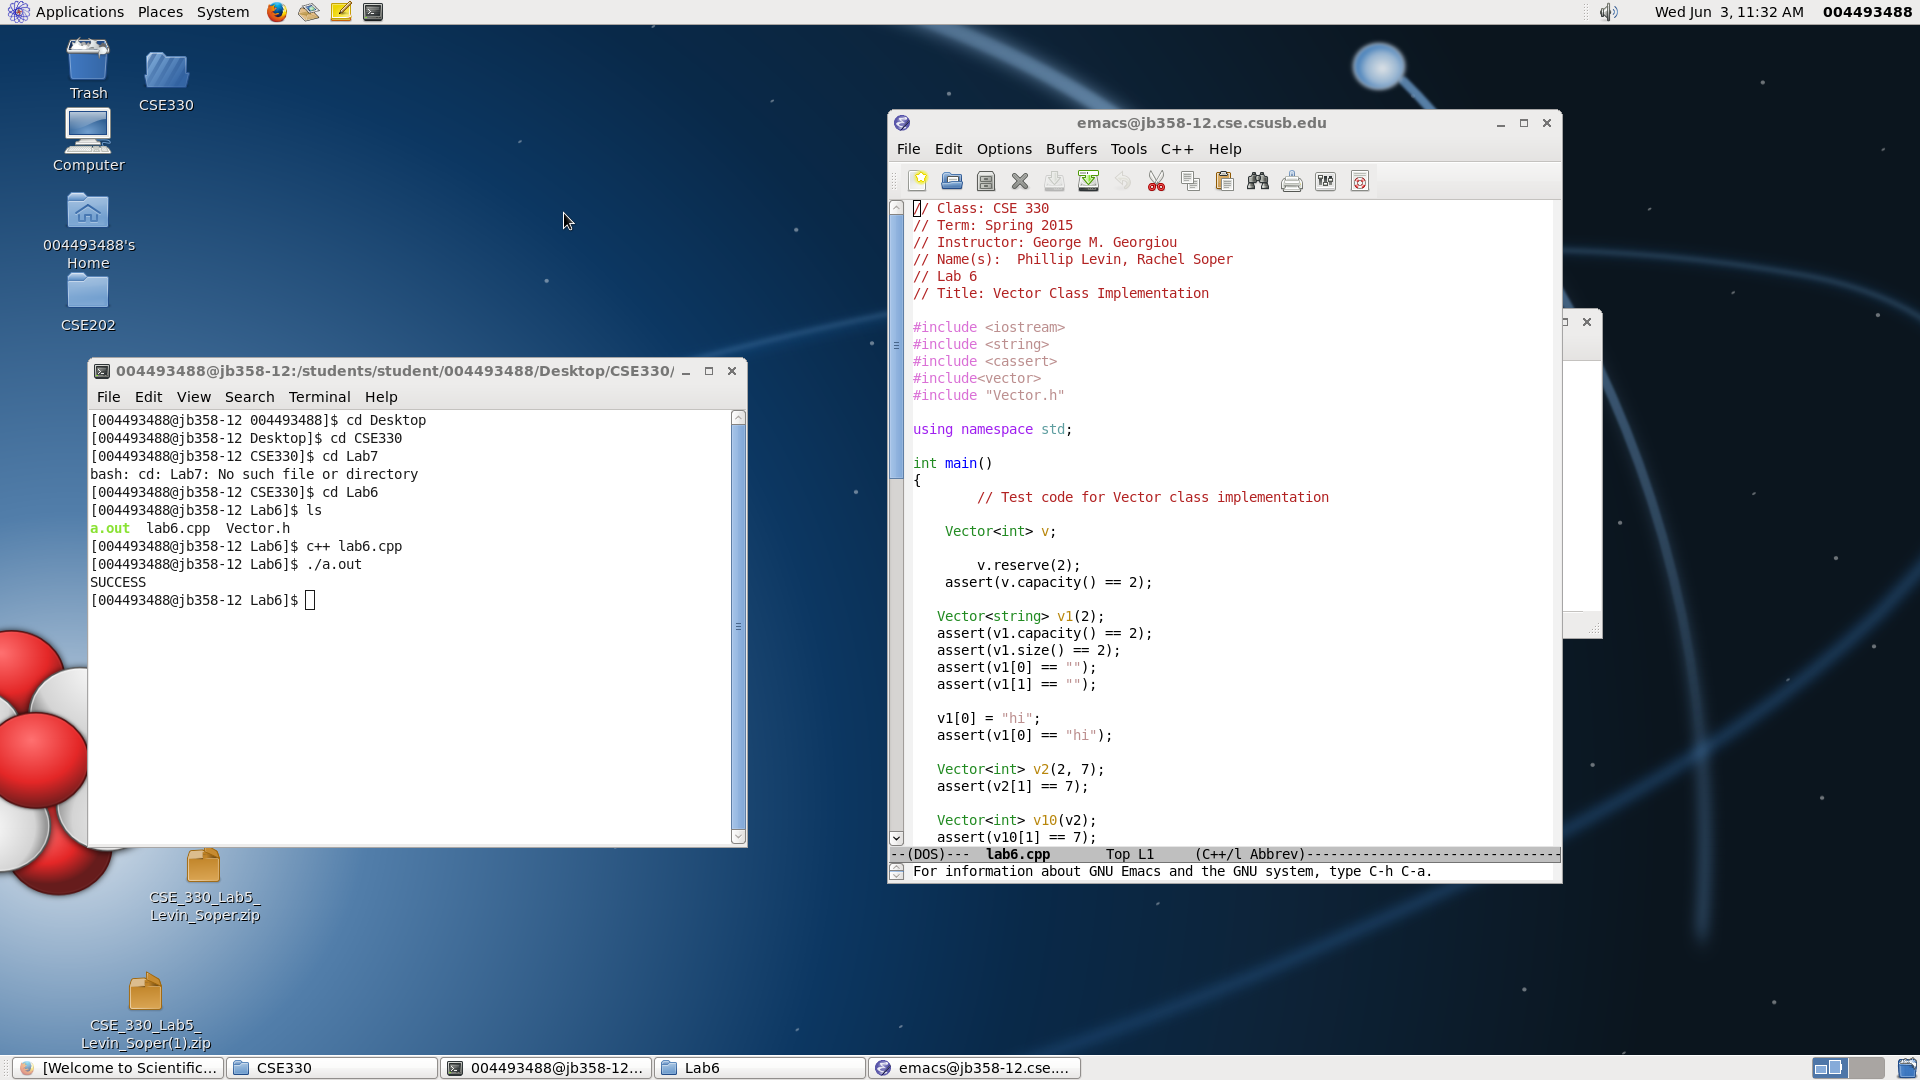 Applications Places System
Wed Jun 3, 11:32 AM 004493488
Trash
CSE330
Computer
004493488's
Home
CSE202
004493488@jb358-12:/students/student/004493488/Desktop/CSE330/
File Edit View Search Terminal Help
[004493488@jb358-12 004493488]$ cd Desktop
[004493488@jb358-12 Desktop]$ cd CSE330
[004493488@jb358-12 CSE330]$ cd Lab7
bash: cd: Lab7: No such file or directory
[004493488@jb358-12 CSE330]$ cd Lab6
[004493488@jb358-12 Lab6]$ ls
a.out lab6.cpp Vector.h
[004493488@jb358-12 Lab6]$ c++ lab6.cpp
[004493488@jb358-12 Lab6]$ ./a.out
SUCCESS
[004493488@jb358-12 Lab6]$
CSE_330_Lab5_
Levin_Soper.zip
CSE_330_Lab5_
Levin_Soper(1).zip
emacs@jb358-12.cse.csusb.edu
File Edit Options Buffers Tools C++ Help
// Class: CSE 330
// Term: Spring 2015
// Instructor: George M. Georgiou
// Name(s): Phillip Levin, Rachel Soper
// Lab 6
// Title: Vector Class Implementation
#include <iostream>
#include <string>
#include <cassert>
#include<vector>
#include "Vector.h"
using namespace std;
int main()
{
// Test code for Vector class implementation
Vector<int> v;
v.reserve(2);
assert(v.capacity() == 2);
Vector<string> v1(2);
assert(v1.capacity() == 2);
assert(v1.size() == 2);
assert(v1[0] == "");
assert(v1[1] == "");
v1[0] = "hi";
assert(v1[0] == "hi");
Vector<int> v2(2, 7);
assert(v2[1] == 7);
Vector<int> v10(v2);
assert(v10[1] == 7);
--(DOS)--- lab6.cpp Top L1 (C++/l Abbrev)--------------------------------
For information about GNU Emacs and the GNU system, type C-h C-a.
[Welcome to Scientific... CSE330 004493488@jb358-12... Lab6 emacs@jb358-12.cse....